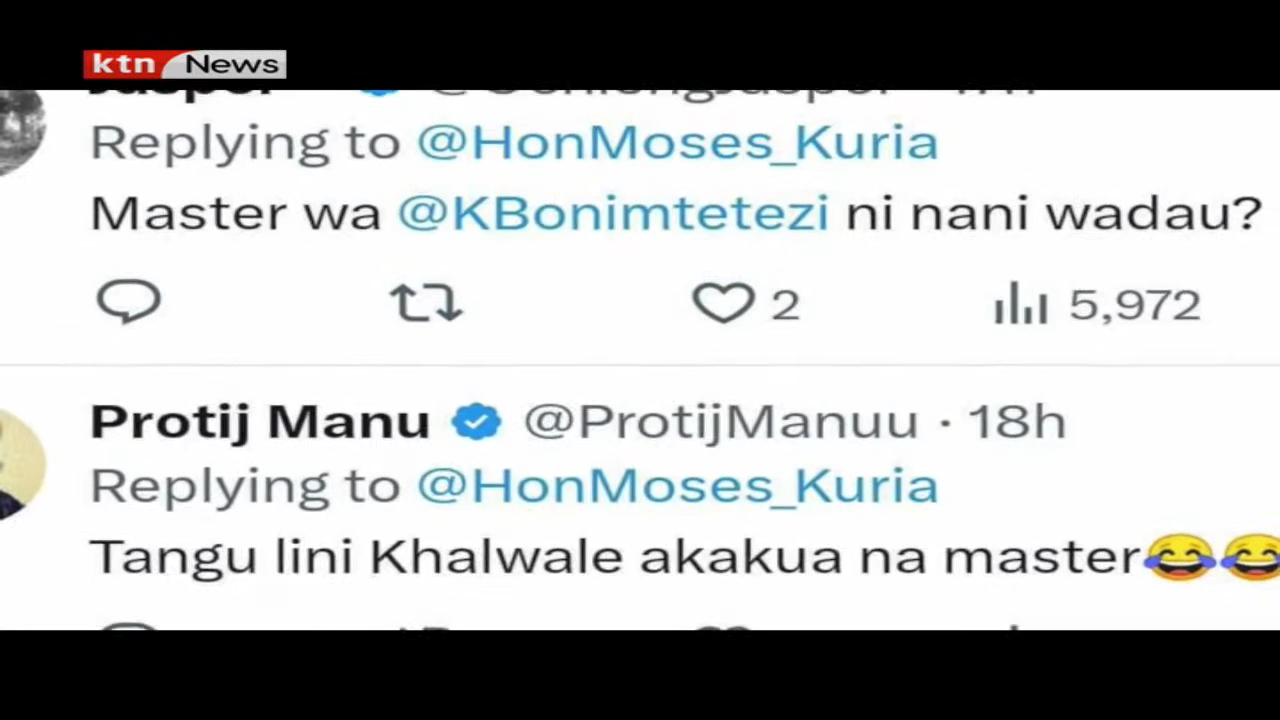 ktn News
Replying to @HonMoses_Kuria
Master wa @KBonimtetezi ni nani wadau?
2 5,972
Protij Manu @ProtijManuu · 18h
Replying to @HonMoses_Kuria
Tangu lini Khalwale akakua na master😂😂